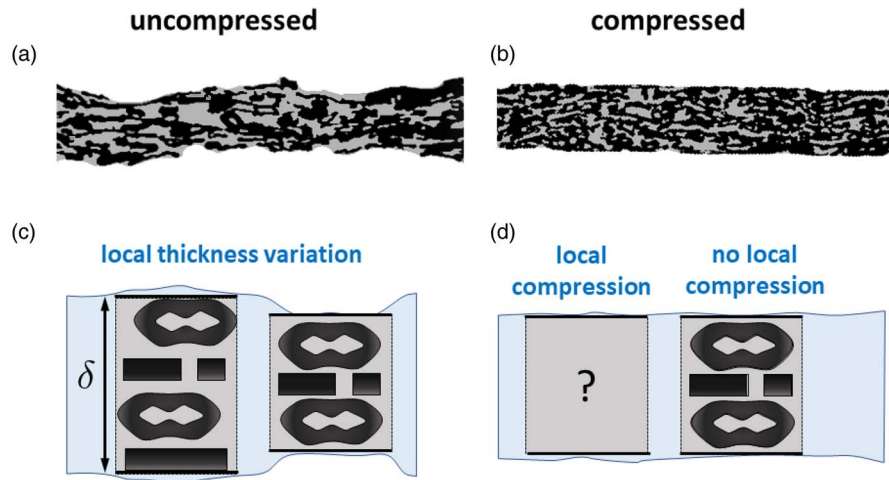 uncompressed
compressed
(a)
(b)
(c)
(d)
local thickness variation
local
compression
no local
compression
δ
?